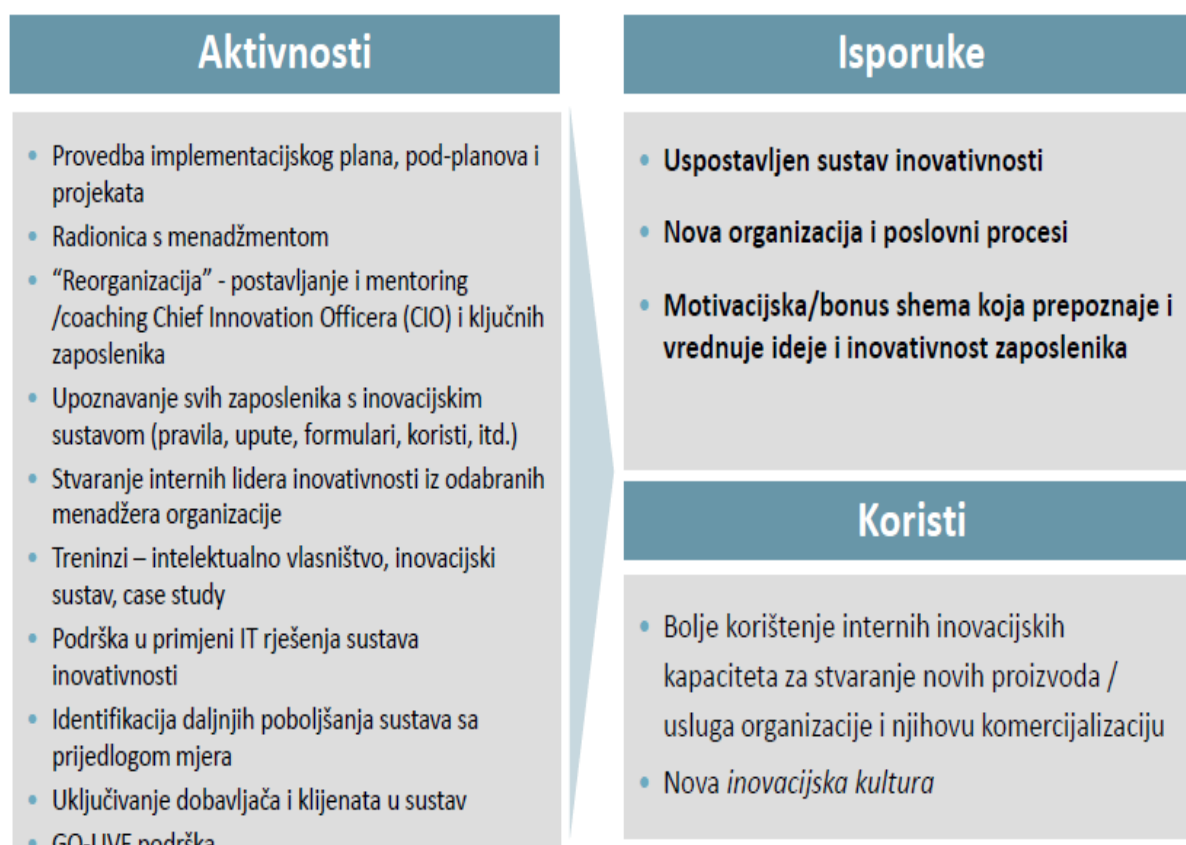 Aktivnosti
• Provedba implementacijskog plana, pod-planova i
projekata
• Radionica s menadžmentom
• “Reorganizacija” - postavljanje i mentoring
/coaching Chief Innovation Officera (CIO) i ključnih
zaposlenika
• Upoznavanje svih zaposlenika s inovacijskim
sustavom (pravila, upute, formulari, koristi, itd.)
• Stvaranje internih lidera inovativnosti iz odabranih
menadžera organizacije
• Treninzi – intelektualno vlasništvo, inovacijski
sustav, case study
• Podrška u primjeni IT rješenja sustava
inovativnosti
• Identifikacija daljnjih poboljšanja sustava sa
prijedlogom mjera
• Uključivanje dobavljača i klijenata u sustav
• GO-LIVE podrška
Isporuke
• Uspostavljen sustav inovativnosti
• Nova organizacija i poslovni procesi
• Motivacijska/bonus shema koja prepoznaje i
vrednuje ideje i inovativnost zaposlenika
Koristi
• Bolje korištenje internih inovacijskih
kapaciteta za stvaranje novih proizvoda /
usluga organizacije i njihovu komercijalizaciju
• Nova inovacijska kultura